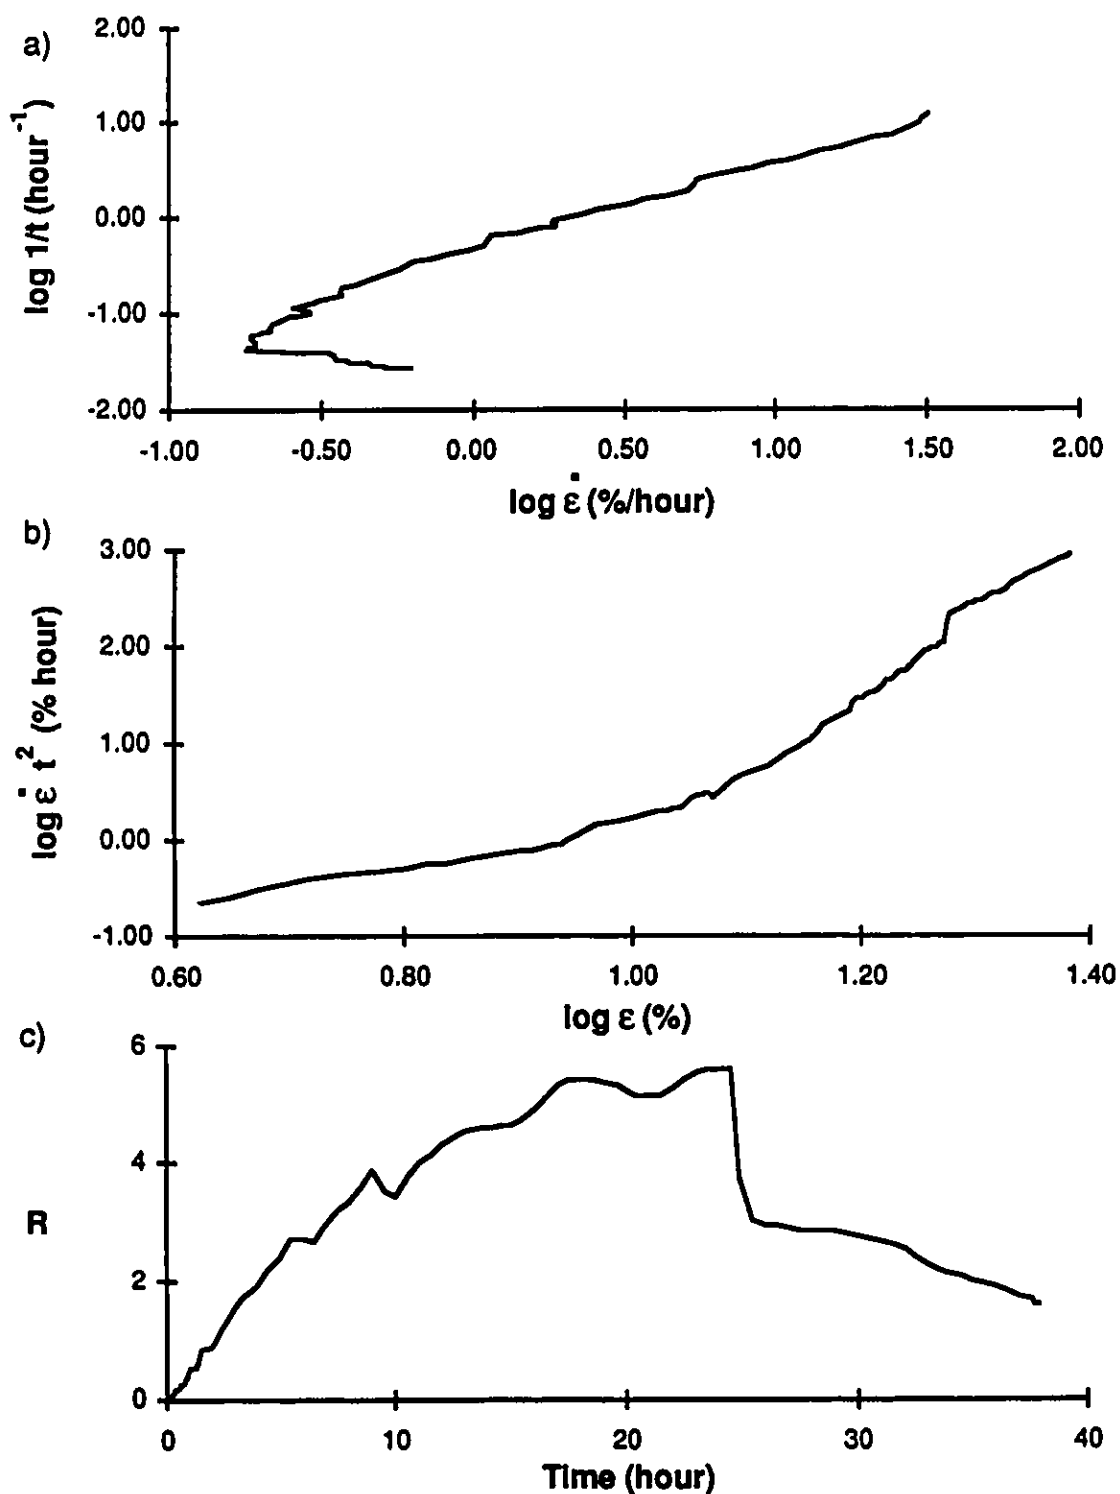 a)
2.00
1.00
0.00
-1.00
-2.00
log 1/t (hour⁻¹)
-1.00 -0.50 0.00 0.50 1.00 1.50 2.00
log ε̇ (%/hour)
b)
3.00
2.00
1.00
0.00
-1.00
log ε̇ t² (% hour)
0.60 0.80 1.00 1.20 1.40
log ε (%)
c)
6
4
2
0
R
0 10 20 30 40
Time (hour)